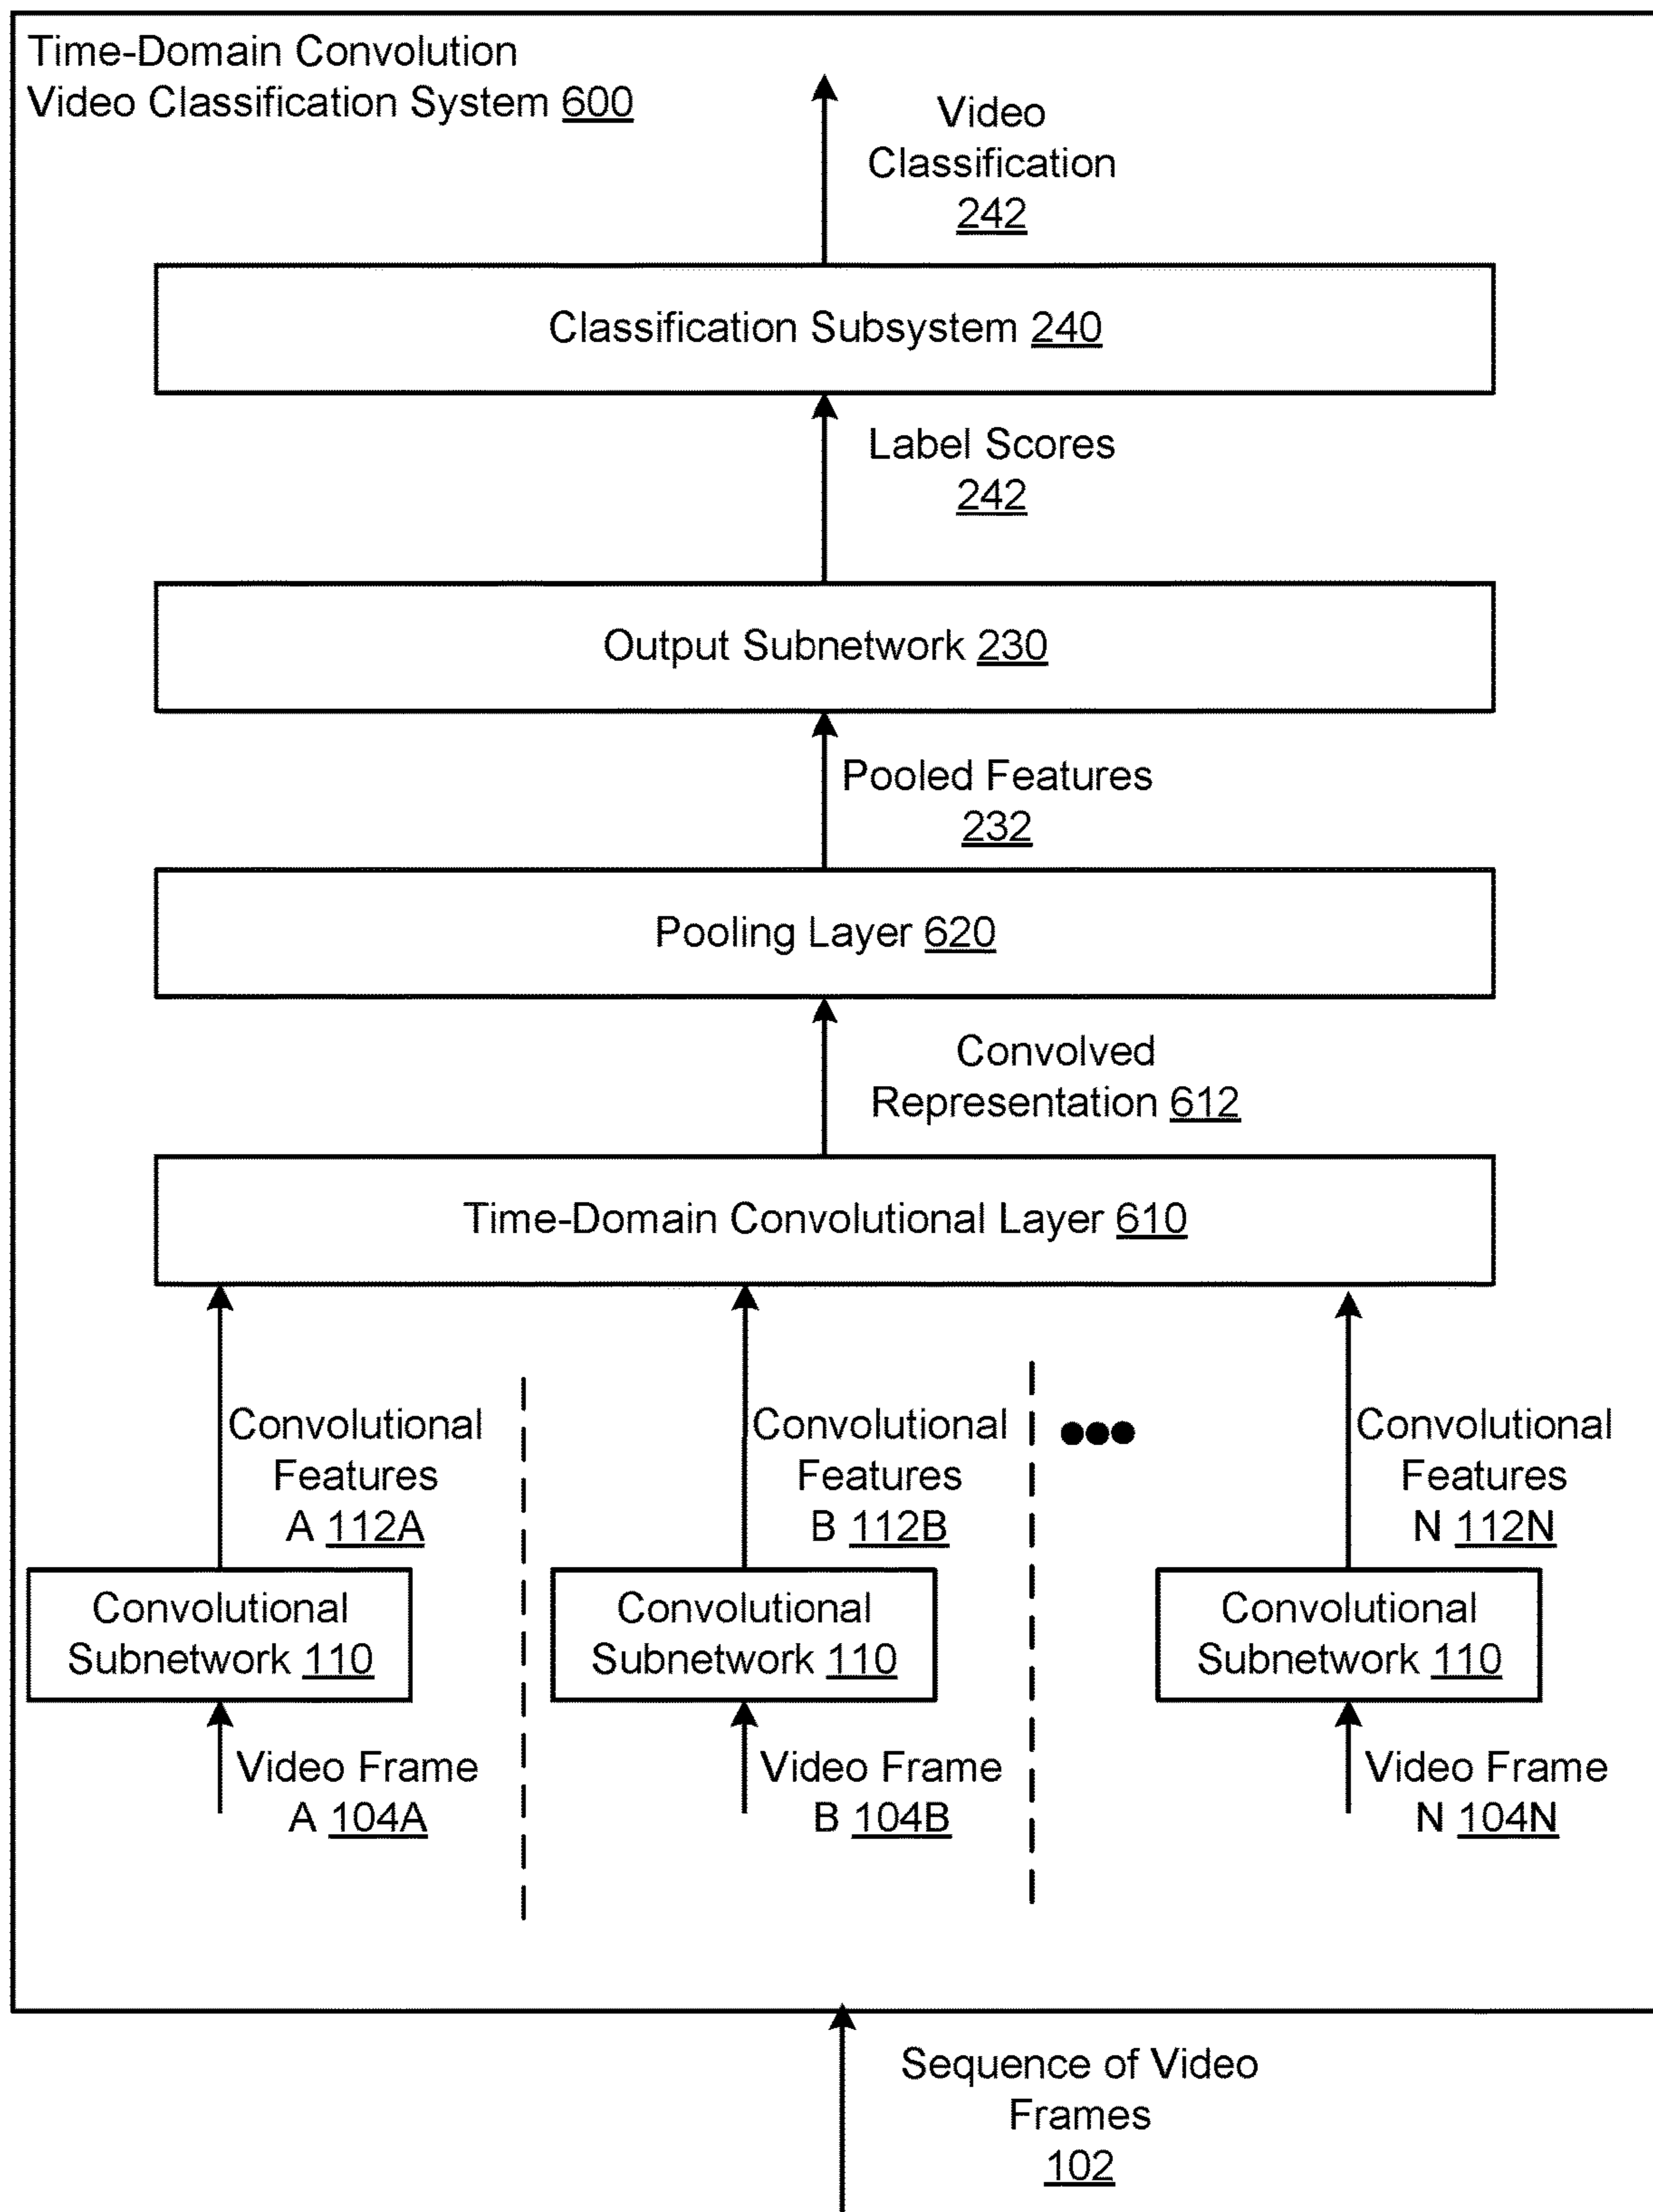 Time-Domain Convolution
Video Classification System 600
Video
Classification
242
Classification Subsystem 240
Label Scores
242
Output Subnetwork 230
Pooled Features
232
Pooling Layer 620
Convolved
Representation 612
Time-Domain Convolutional Layer 610
Convolutional
Features
A 112A
Convolutional
Features
B 112B
Convolutional
Features
N 112N
Convolutional
Subnetwork 110
Convolutional
Subnetwork 110
Convolutional
Subnetwork 110
Video Frame
A 104A
Video Frame
B 104B
Video Frame
N 104N
Sequence of Video
Frames
102